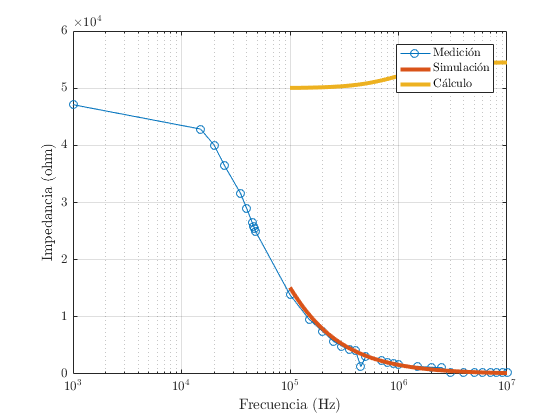 ×10⁴
6
5
4
3
2
1
0
Impedancia (ohm)
Medición
Simulación
Cálculo
10³ 10⁴ 10⁵ 10⁶ 10⁷
Frecuencia (Hz)